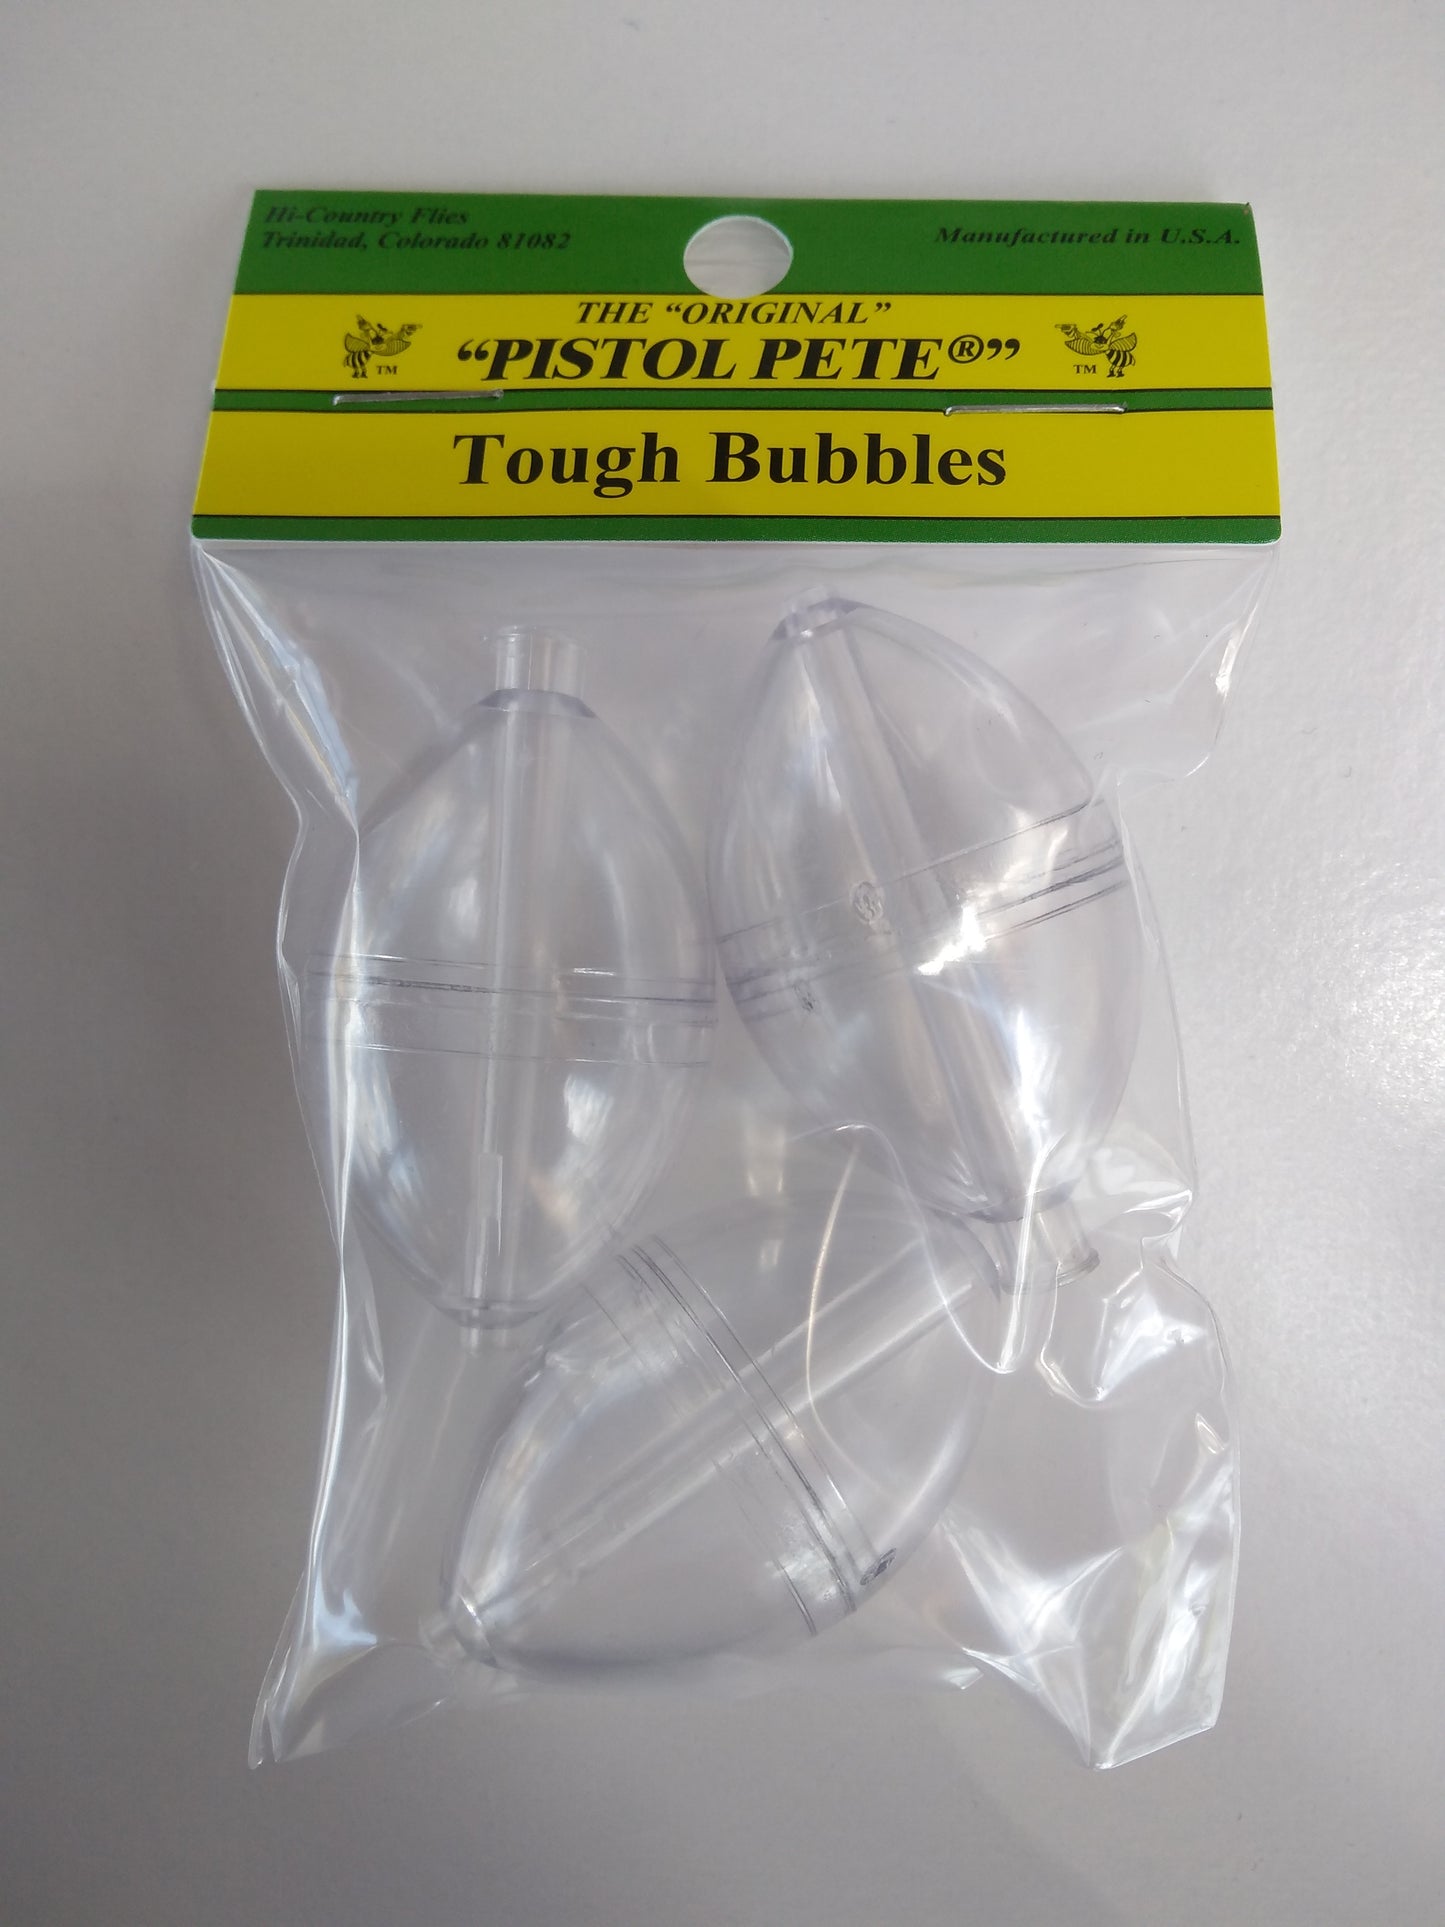 Hi-Country Flies
Trinidad, Colorado 81082
Manufactured in U.S.A.
THE “ORIGINAL”
“PISTOL PETE®”
TM
TM
Tough Bubbles